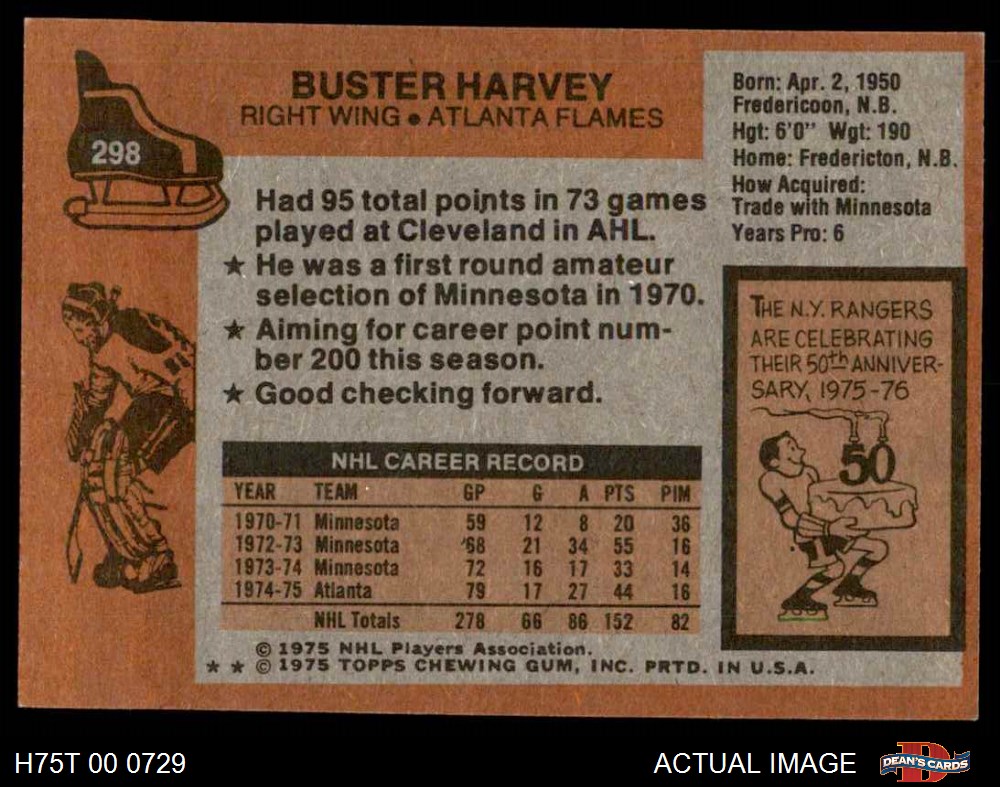 BUSTER HARVEY
RIGHT WING • ATLANTA FLAMES
298
Born: Apr. 2, 1950
Fredericoon, N.B.
Hgt: 6'0" Wgt: 190
Home: Fredericton, N.B.
How Acquired:
Trade with Minnesota
Years Pro: 6
Had 95 total points in 73 games
played at Cleveland in AHL.
★ He was a first round amateur
selection of Minnesota in 1970.
★ Aiming for career point num-
ber 200 this season.
★ Good checking forward.
THE N.Y. RANGERS
ARE CELEBRATING
THEIR 50th ANNIVER-
SARY, 1975-76
50
NHL CAREER RECORD
YEAR TEAM GP G A PTS PIM
1970-71 Minnesota 59 12 8 20 36
1972-73 Minnesota 68 21 34 55 16
1973-74 Minnesota 72 16 17 33 14
1974-75 Atlanta 79 17 27 44 16
NHL Totals 278 66 86 152 82
© 1975 NHL Players Association.
★ ★ © 1975 TOPPS CHEWING GUM, INC. PRTD. IN U.S.A.
H75T 00 0729 ACTUAL IMAGE
D
DEAN'S CARDS